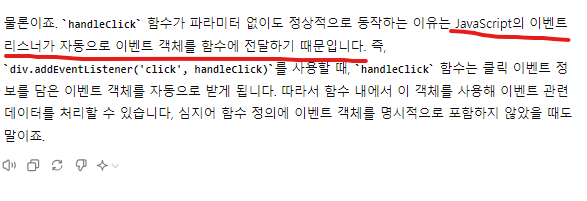 물론이죠. `handleClick` 함수가 파라미터 없이도 정상적으로 동작하는 이유는 JavaScript의 이벤트
리스너가 자동으로 이벤트 객체를 함수에 전달하기 때문입니다. 즉,
`div.addEventListener('click', handleClick)`를 사용할 때, `handleClick` 함수는 클릭 이벤트 정
보를 담은 이벤트 객체를 자동으로 받게 됩니다. 따라서 함수 내에서 이 객체를 사용해 이벤트 관련
데이터를 처리할 수 있습니다, 심지어 함수 정의에 이벤트 객체를 명시적으로 포함하지 않았을 때도
말이죠.